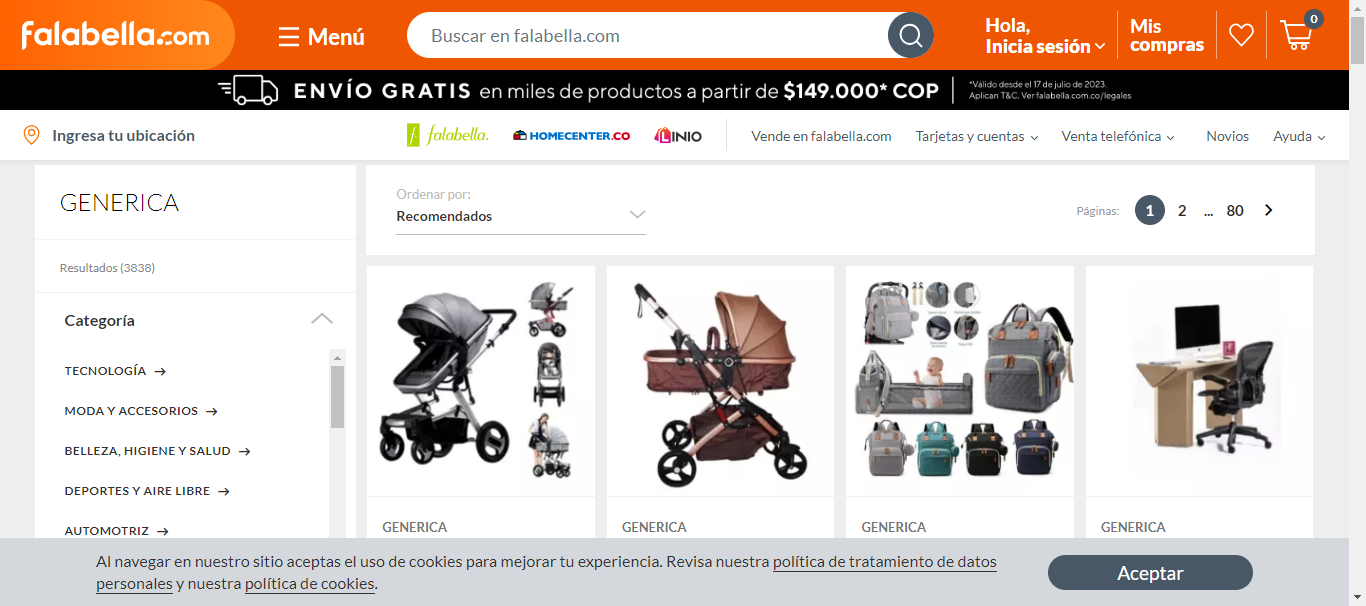 falabella.com
Menú
Buscar en falabella.com
Hola,
Inicia sesión
Mis
compras
0
ENVÍO GRATIS en miles de productos a partir de $149.000* COP
*Válido desde el 17 de julio de 2023.
Aplican T&C. Ver falabella.com.co/legales
Ingresa tu ubicación
f falabella.
HOMECENTER.CO
LINIO
Vende en falabella.com
Tarjetas y cuentas
Venta telefónica
Novios
Ayuda
GENERICA
Resultados (3838)
Categoría
TECNOLOGÍA →
MODA Y ACCESORIOS →
BELLEZA, HIGIENE Y SALUD →
DEPORTES Y AIRE LIBRE →
AUTOMOTRIZ →
Ordenar por:
Recomendados
Páginas:
1 2 ... 80
GENERICA
GENERICA
GENERICA
GENERICA
Al navegar en nuestro sitio aceptas el uso de cookies para mejorar tu experiencia. Revisa nuestra política de tratamiento de datos
personales y nuestra política de cookies.
Aceptar